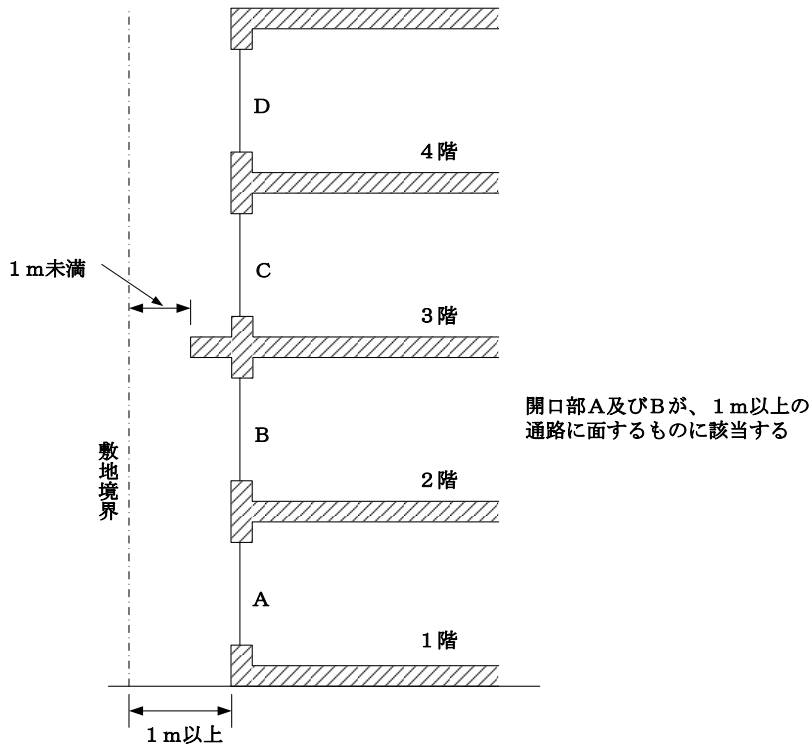 D
4階
1m未満
C
3階
開口部A及びBが、1m以上の
通路に面するものに該当する
B
敷地境界
2階
A
1階
1m以上